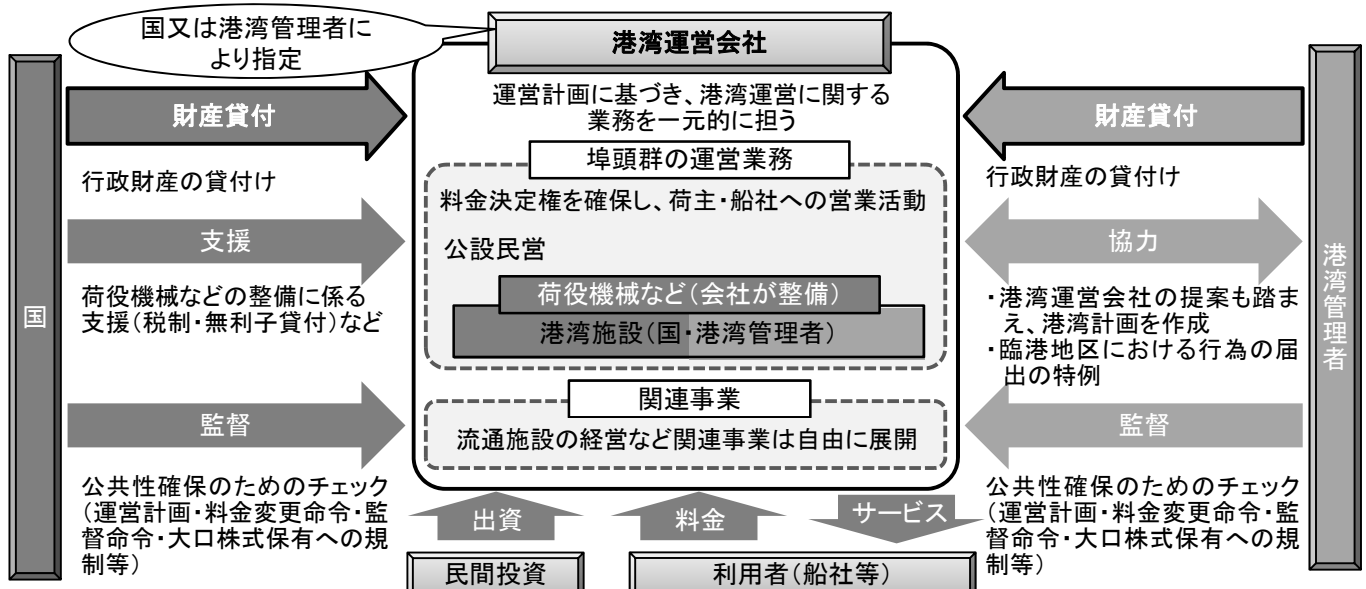 国又は港湾管理者に
より指定
港湾運営会社
運営計画に基づき、港湾運営に関する
業務を一元的に担う
国
財産貸付
行政財産の貸付け
支援
荷役機械などの整備に係る
支援(税制・無利子貸付)など
監督
公共性確保のためのチェック
(運営計画・料金変更命令・監
督命令・大口株式保有への規
制等)
埠頭群の運営業務
料金決定権を確保し、荷主・船社への営業活動
公設民営
荷役機械など(会社が整備)
港湾施設(国・港湾管理者)
関連事業
流通施設の経営など関連事業は自由に展開
財産貸付
行政財産の貸付け
協力
・港湾運営会社の提案も踏ま
え、港湾計画を作成
・臨港地区における行為の届
出の特例
監督
公共性確保のためのチェック
(運営計画・料金変更命令・監
督命令・大口株式保有への規
制等)
港湾管理者
出資
料金
サービス
民間投資
利用者(船社等)